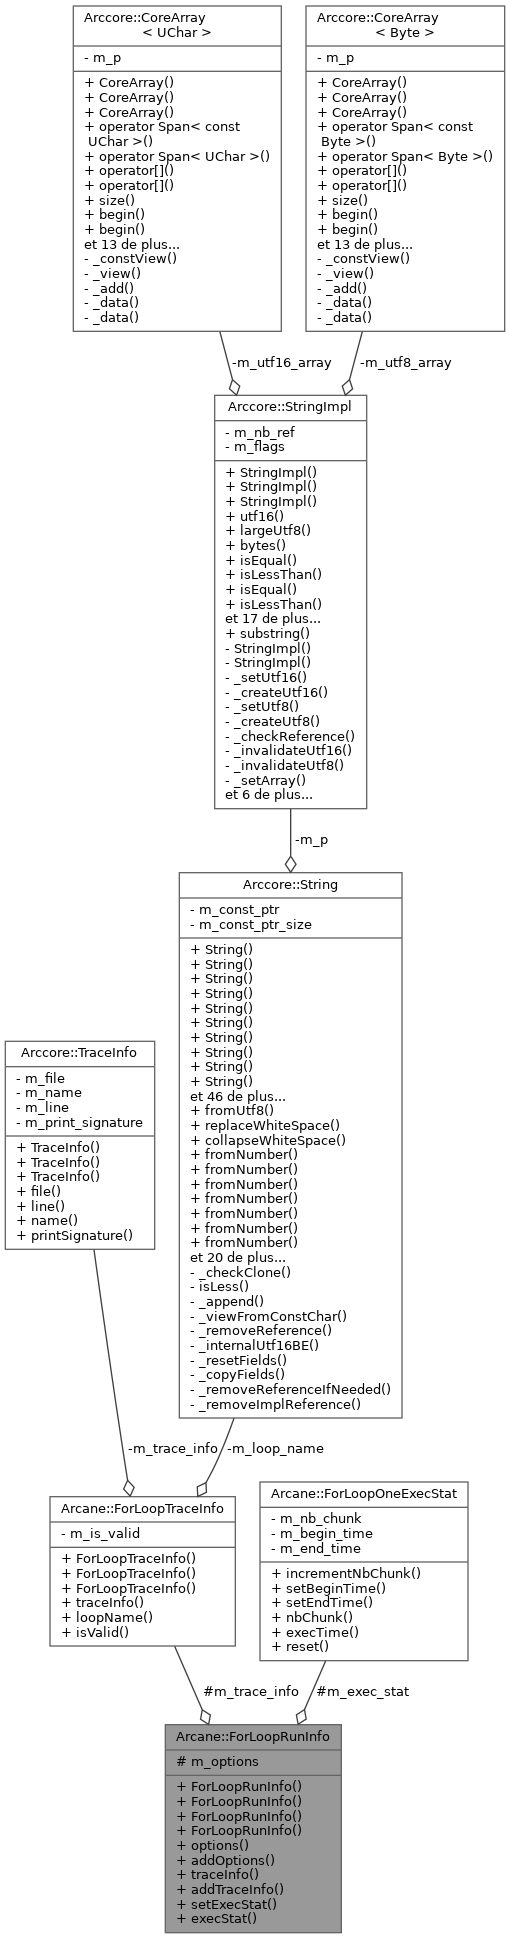 Arccore::CoreArray
< UChar >
- m_p
+ CoreArray()
+ CoreArray()
+ CoreArray()
+ operator Span< const
UChar >()
+ operator Span< UChar >()
+ operator[]()
+ operator[]()
+ size()
+ begin()
+ begin()
et 13 de plus...
- _constView()
- _view()
- _add()
- _data()
- _data()
Arccore::CoreArray
< Byte >
- m_p
+ CoreArray()
+ CoreArray()
+ CoreArray()
+ operator Span< const
Byte >()
+ operator Span< Byte >()
+ operator[]()
+ operator[]()
+ size()
+ begin()
+ begin()
et 13 de plus...
- _constView()
- _view()
- _add()
- _data()
- _data()
-m_utf16_array
-m_utf8_array
Arccore::StringImpl
- m_nb_ref
- m_flags
+ StringImpl()
+ StringImpl()
+ StringImpl()
+ utf16()
+ largeUtf8()
+ bytes()
+ isEqual()
+ isLessThan()
+ isEqual()
+ isLessThan()
et 17 de plus...
+ substring()
- StringImpl()
- StringImpl()
- _setUtf16()
- _createUtf16()
- _setUtf8()
- _createUtf8()
- _checkReference()
- _invalidateUtf16()
- _invalidateUtf8()
- _setArray()
et 6 de plus...
-m_p
Arccore::String
- m_const_ptr
- m_const_ptr_size
+ String()
+ String()
+ String()
+ String()
+ String()
+ String()
+ String()
+ String()
+ String()
+ String()
et 46 de plus...
+ fromUtf8()
+ replaceWhiteSpace()
+ collapseWhiteSpace()
+ fromNumber()
+ fromNumber()
+ fromNumber()
+ fromNumber()
+ fromNumber()
+ fromNumber()
+ fromNumber()
et 20 de plus...
- _checkClone()
- isLess()
- _append()
- _viewFromConstChar()
- _removeReference()
- _internalUtf16BE()
- _resetFields()
- _copyFields()
- _removeReferenceIfNeeded()
- _removeImplReference()
Arccore::TraceInfo
- m_file
- m_name
- m_line
- m_print_signature
+ TraceInfo()
+ TraceInfo()
+ TraceInfo()
+ file()
+ line()
+ name()
+ printSignature()
-m_trace_info
-m_loop_name
Arcane::ForLoopTraceInfo
- m_is_valid
+ ForLoopTraceInfo()
+ ForLoopTraceInfo()
+ ForLoopTraceInfo()
+ traceInfo()
+ loopName()
+ isValid()
Arcane::ForLoopOneExecStat
- m_nb_chunk
- m_begin_time
- m_end_time
+ incrementNbChunk()
+ setBeginTime()
+ setEndTime()
+ nbChunk()
+ execTime()
+ reset()
#m_trace_info
#m_exec_stat
Arcane::ForLoopRunInfo
# m_options
+ ForLoopRunInfo()
+ ForLoopRunInfo()
+ ForLoopRunInfo()
+ ForLoopRunInfo()
+ options()
+ addOptions()
+ traceInfo()
+ addTraceInfo()
+ setExecStat()
+ execStat()